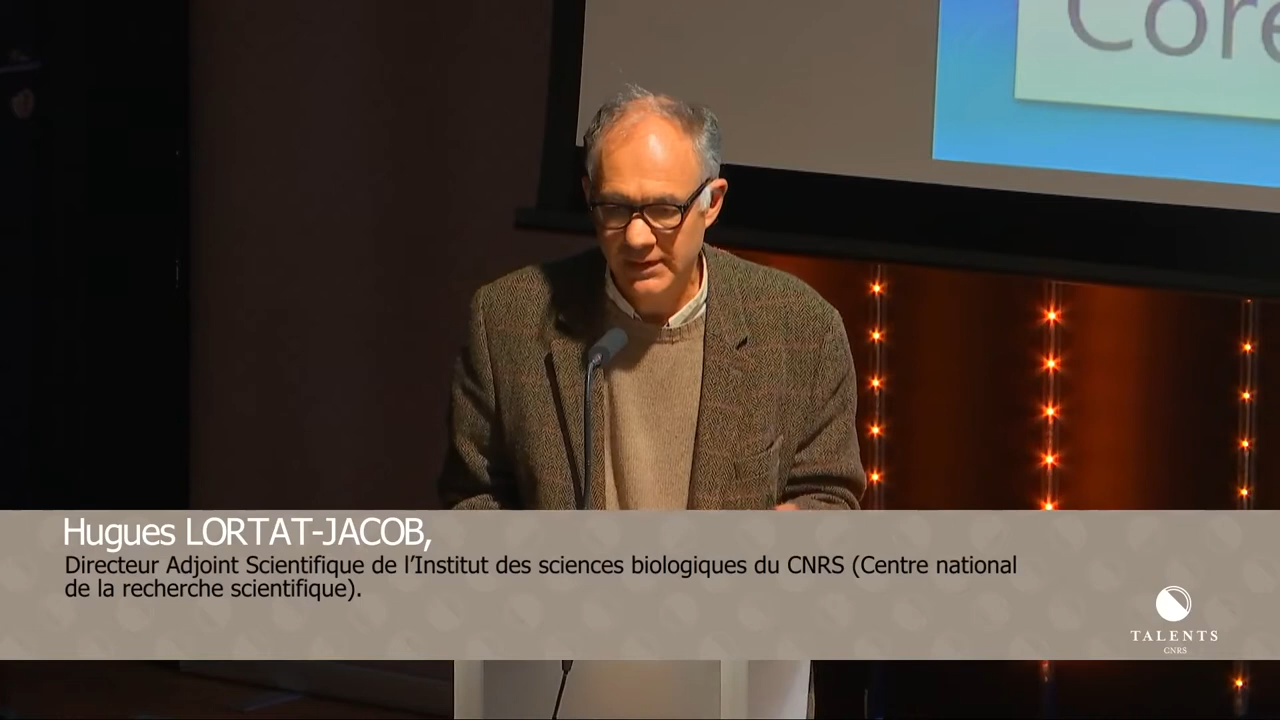 Core
Hugues LORTAT-JACOB,
Directeur Adjoint Scientifique de l’Institut des sciences biologiques du CNRS (Centre national
de la recherche scientifique).
TALENTS
CNRS